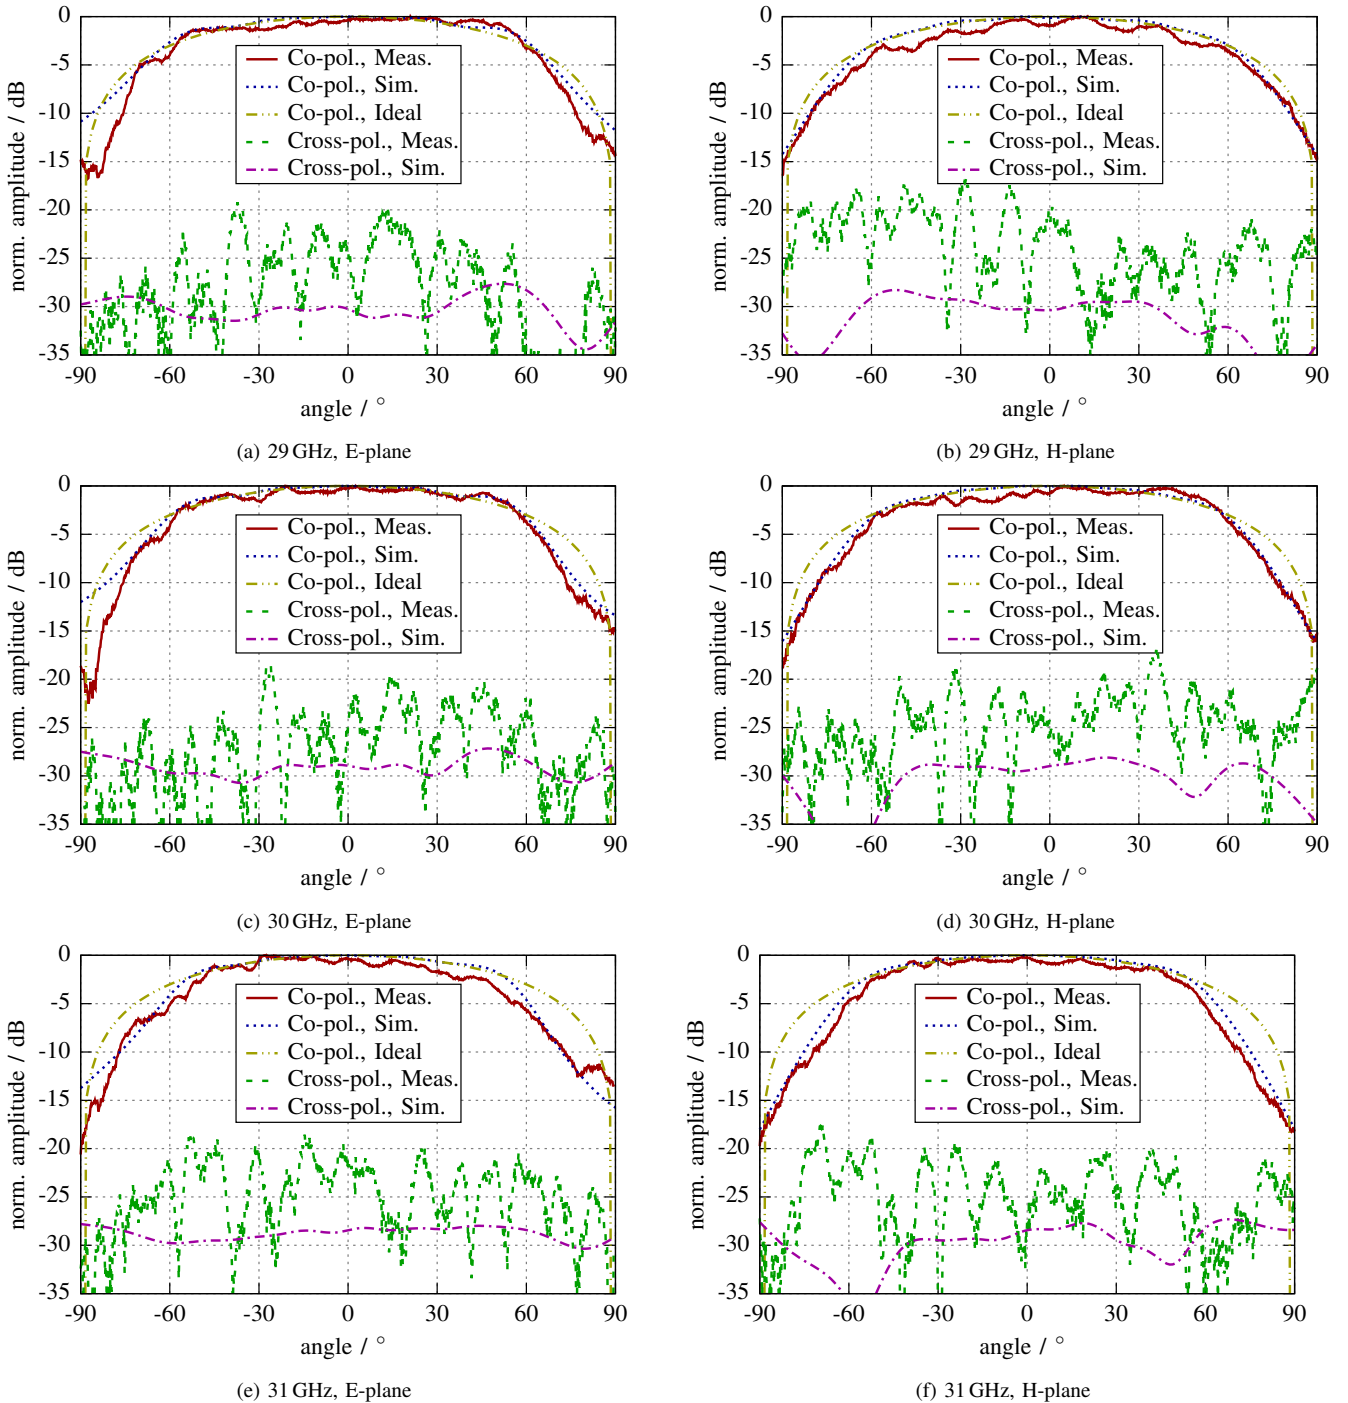 0
-5
-10
-15
-20
-25
-30
-35
norm. amplitude / dB
Co-pol., Meas.
Co-pol., Sim.
Co-pol., Ideal
Cross-pol., Meas.
Cross-pol., Sim.
-90 -60 -30 0 30 60 90
angle / °
(a) 29 GHz, E-plane
0
-5
-10
-15
-20
-25
-30
-35
norm. amplitude / dB
Co-pol., Meas.
Co-pol., Sim.
Co-pol., Ideal
Cross-pol., Meas.
Cross-pol., Sim.
-90 -60 -30 0 30 60 90
angle / °
(b) 29 GHz, H-plane
0
-5
-10
-15
-20
-25
-30
-35
norm. amplitude / dB
Co-pol., Meas.
Co-pol., Sim.
Co-pol., Ideal
Cross-pol., Meas.
Cross-pol., Sim.
-90 -60 -30 0 30 60 90
angle / °
(c) 30 GHz, E-plane
0
-5
-10
-15
-20
-25
-30
-35
norm. amplitude / dB
Co-pol., Meas.
Co-pol., Sim.
Co-pol., Ideal
Cross-pol., Meas.
Cross-pol., Sim.
-90 -60 -30 0 30 60 90
angle / °
(d) 30 GHz, H-plane
0
-5
-10
-15
-20
-25
-30
-35
norm. amplitude / dB
Co-pol., Meas.
Co-pol., Sim.
Co-pol., Ideal
Cross-pol., Meas.
Cross-pol., Sim.
-90 -60 -30 0 30 60 90
angle / °
(e) 31 GHz, E-plane
0
-5
-10
-15
-20
-25
-30
-35
norm. amplitude / dB
Co-pol., Meas.
Co-pol., Sim.
Co-pol., Ideal
Cross-pol., Meas.
Cross-pol., Sim.
-90 -60 -30 0 30 60 90
angle / °
(f) 31 GHz, H-plane